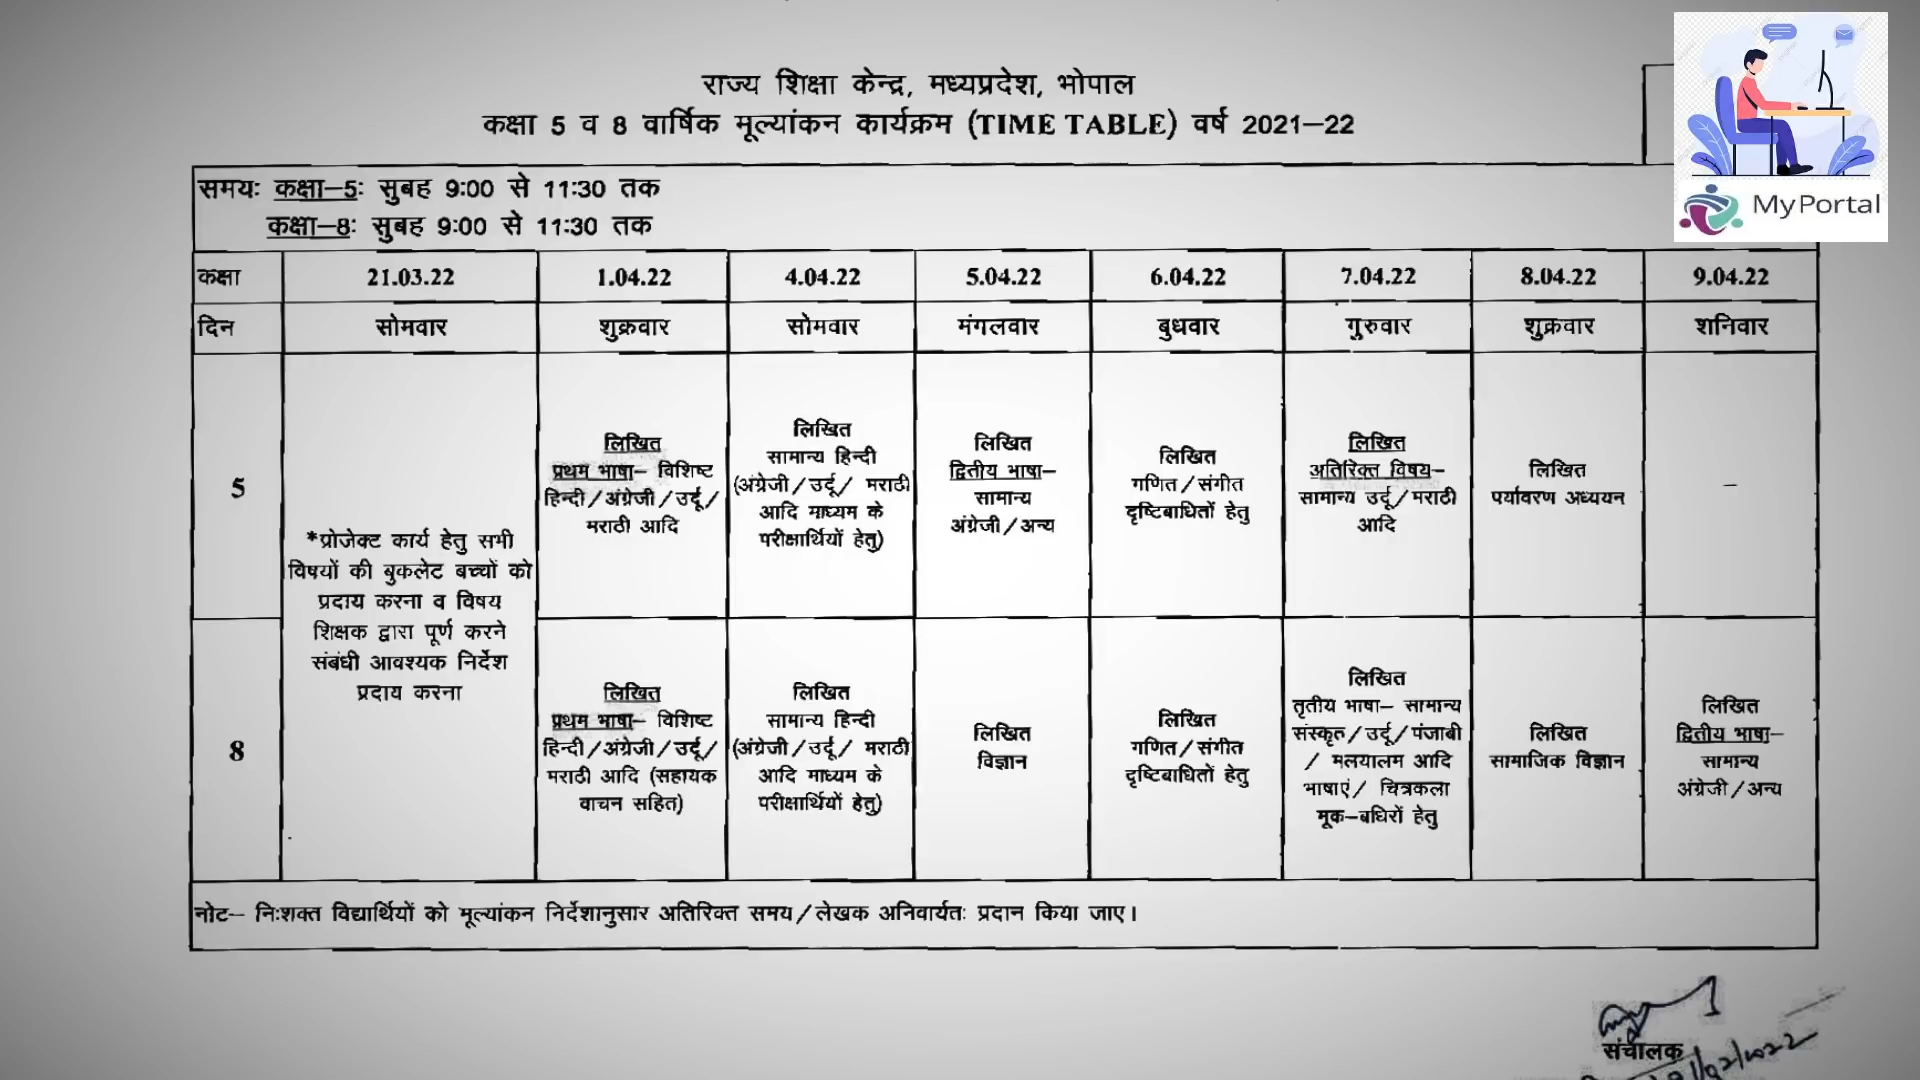 राज्य शिक्षा केन्द्र, मध्यप्रदेश, भोपाल
कक्षा 5 व 8 वार्षिक मूल्यांकन कार्यक्रम (TIME TABLE) वर्ष 2021–22
MyPortal
समयः कक्षा–5: सुबह 9:00 से 11:30 तक
कक्षा–8: सुबह 9:00 से 11:30 तक
कक्षा 21.03.22 1.04.22 4.04.22 5.04.22 6.04.22 7.04.22 8.04.22 9.04.22
दिन सोमवार शुक्रवार सोमवार मंगलवार बुधवार गुरुवार शुक्रवार शनिवार
*प्रोजेक्ट कार्य हेतु सभी
विषयों की बुकलेट बच्चों को
प्रदाय करना व विषय
शिक्षक द्वारा पूर्ण करने
संबंधी आवश्यक निर्देश
प्रदाय करना
5
लिखित
प्रथम भाषा– विशिष्ट
हिन्दी/अंग्रेजी/उर्दू/
मराठी आदि
लिखित
सामान्य हिन्दी
(अंग्रेजी/उर्दू/ मराठी
आदि माध्यम के
परीक्षार्थियों हेतु)
लिखित
द्वितीय भाषा–
सामान्य
अंग्रेजी/अन्य
लिखित
गणित/संगीत
दृष्टिबाधितों हेतु
लिखित
अतिरिक्त विषय–
सामान्य उर्दू/मराठी
आदि
लिखित
पर्यावरण अध्ययन
–
8
लिखित
प्रथम भाषा– विशिष्ट
हिन्दी/अंग्रेजी/उर्दू/
मराठी आदि (सहायक
वाचन सहित)
लिखित
सामान्य हिन्दी
(अंग्रेजी/उर्दू/ मराठी
आदि माध्यम के
परीक्षार्थियों हेतु)
लिखित
विज्ञान
लिखित
गणित/संगीत
दृष्टिबाधितों हेतु
लिखित
तृतीय भाषा– सामान्य
संस्कृत/उर्दू/पंजाबी
/ मलयालम आदि
भाषाएं/ चित्रकला
मूक–बधिरों हेतु
लिखित
सामाजिक विज्ञान
लिखित
द्वितीय भाषा–
सामान्य
अंग्रेजी/अन्य
नोट– निःशक्त विद्यार्थियों को मूल्यांकन निर्देशानुसार अतिरिक्त समय/लेखक अनिवार्यतः प्रदान किया जाए।
संचालक